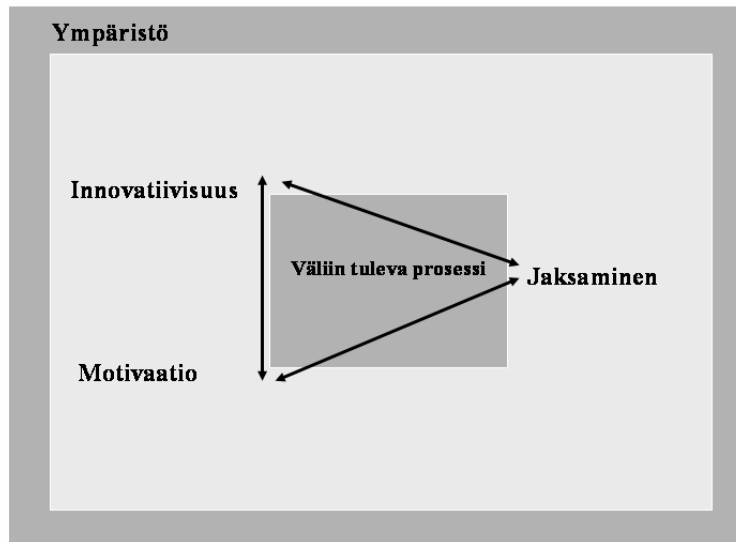 Ympäristö
Innovatiivisuus
Väliin tuleva prosessi
Jaksaminen
Motivaatio